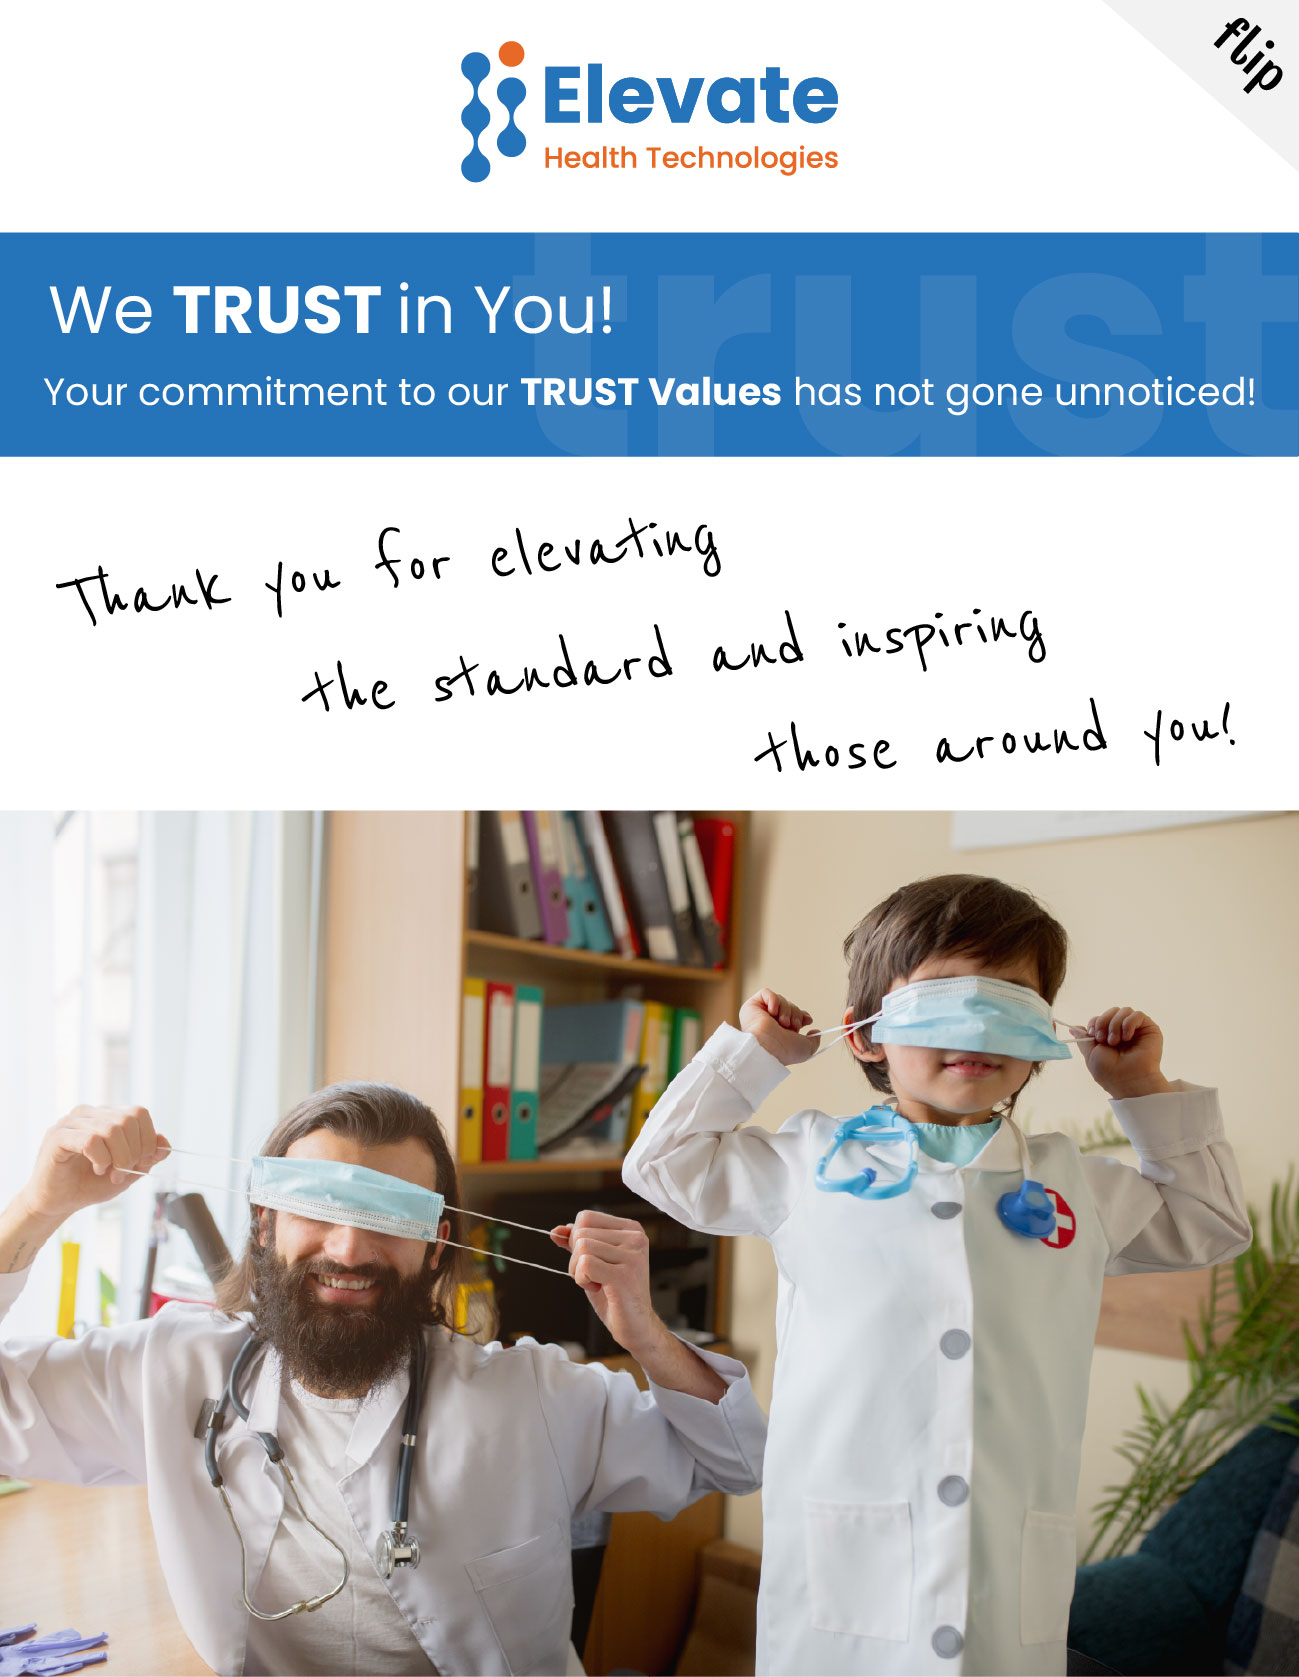 flip
Elevate
Health Technologies
trust
We TRUST in You!
Your commitment to our TRUST Values has not gone unnoticed!
Thank you for elevating
the standard and inspiring
those around you!